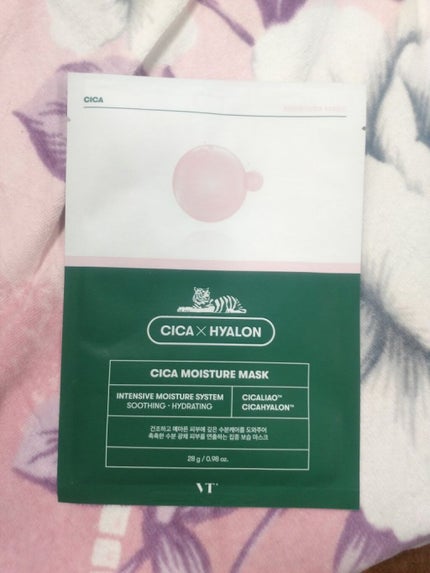 CICA
MOISTURE MASK
CICA × HYALON
CICA MOISTURE MASK
INTENSIVE MOISTURE SYSTEM
SOOTHING · HYDRATING
CICALIAO™
CICAHYALON™
건조하고 메마른 피부에 깊은 수분케어를 도와주어
촉촉한 수분 광채 피부를 연출하는 집중 보습 마스크
28 g / 0.98 oz.
VT